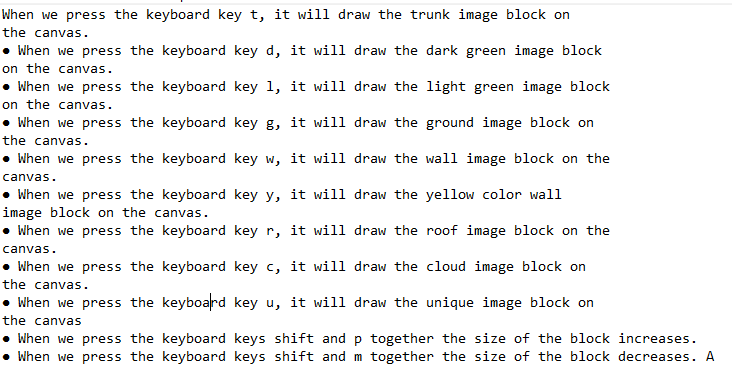 When we press the keyboard key t, it will draw the trunk image block on
the canvas.
● When we press the keyboard key d, it will draw the dark green image block
on the canvas.
● When we press the keyboard key l, it will draw the light green image block
on the canvas.
● When we press the keyboard key g, it will draw the ground image block on
the canvas.
● When we press the keyboard key w, it will draw the wall image block on the
canvas.
● When we press the keyboard key y, it will draw the yellow color wall
image block on the canvas.
● When we press the keyboard key r, it will draw the roof image block on the
canvas.
● When we press the keyboard key c, it will draw the cloud image block on
the canvas.
● When we press the keyboard key u, it will draw the unique image block on
the canvas
● When we press the keyboard keys shift and p together the size of the block increases.
● When we press the keyboard keys shift and m together the size of the block decreases. A